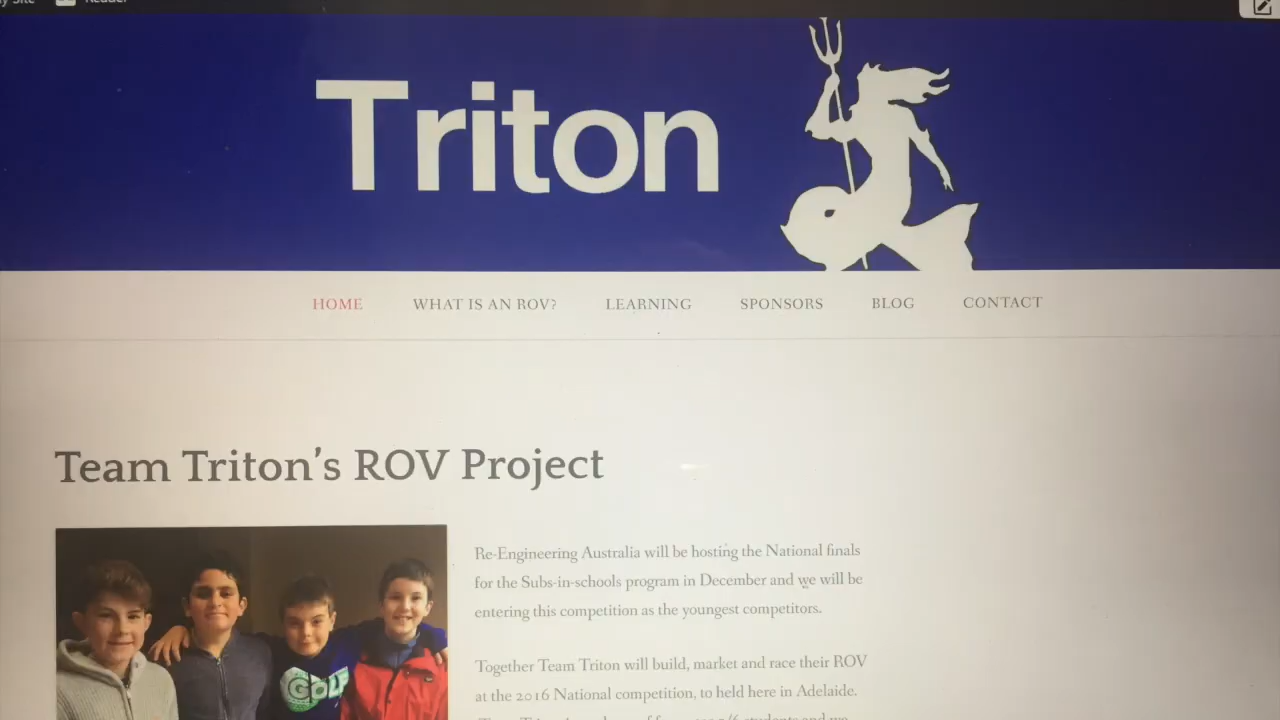 Reader
Triton
HOME WHAT IS AN ROV? LEARNING SPONSORS BLOG CONTACT
Team Triton's ROV Project
Re-Engineering Australia will be hosting the National finals
for the Subs-in-schools program in December and we will be
entering this competition as the youngest competitors.
Together Team Triton will build, market and race their ROV
at the 2016 National competition, to held here in Adelaide.
GOLF